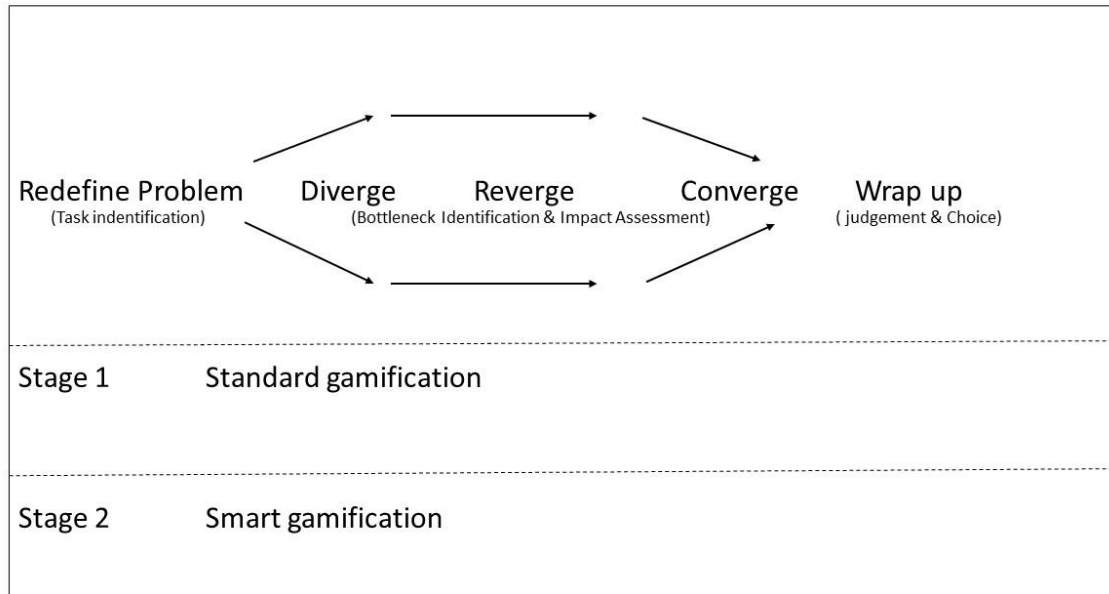 Redefine Problem Diverge Reverge Converge Wrap up
(Task indentification) (Bottleneck Identification & Impact Assessment) ( judgement & Choice)
Stage 1 Standard gamification
Stage 2 Smart gamification